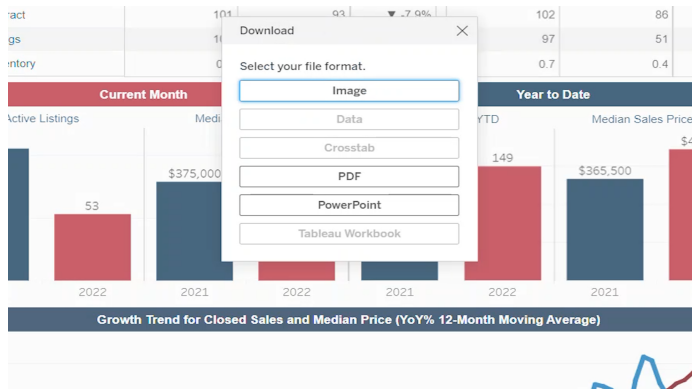 ract 101 93 ▼ -7.9% 102 86
gs 97 51
entory 0.7 0.4
Download
Select your file format.
Image
Data
Crosstab
PDF
PowerPoint
Tableau Workbook
Current Month Year to Date
Active Listings Medi YTD Median Sales Price
53 $375,000 149 $365,500
2022 2021 2022 2021 2022 2021
Growth Trend for Closed Sales and Median Price (YoY% 12-Month Moving Average)